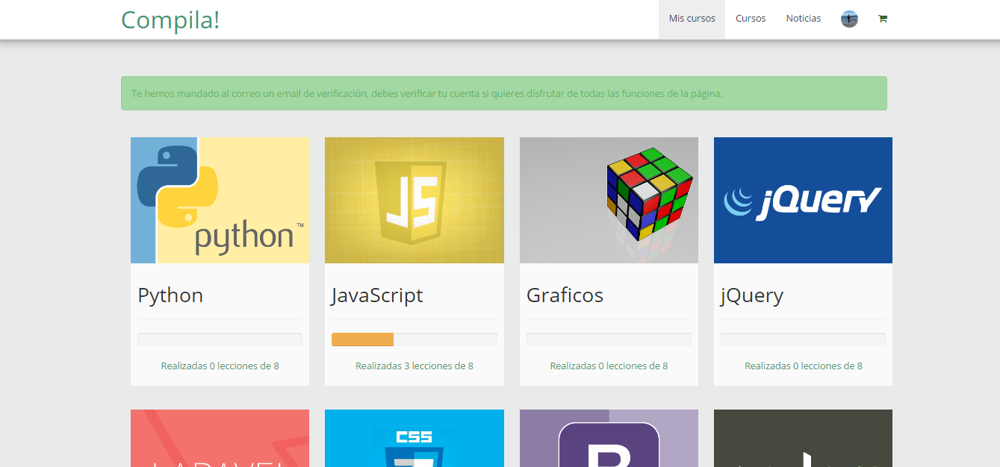 Compila!
Mis cursos
Cursos
Noticias
Te hemos mandado al correo un email de verificación, debes verificar tu cuenta si quieres disfrutar de todas las funciones de la página.
python™
JS
jQuery
Python
JavaScript
Graficos
jQuery
Realizadas 0 lecciones de 8
Realizadas 3 lecciones de 8
Realizadas 0 lecciones de 8
Realizadas 0 lecciones de 8
LARAVEL
CSS
B